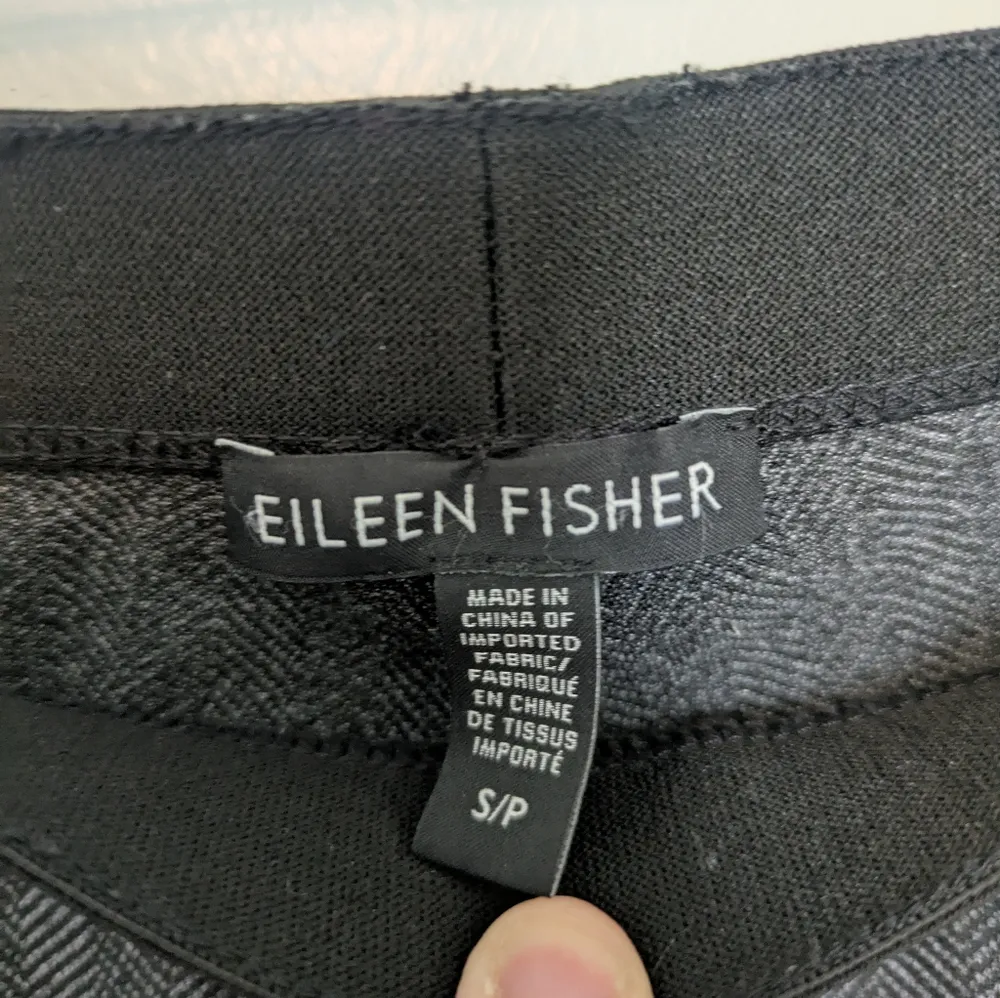 EILEEN FISHER
MADE IN
CHINA OF
IMPORTED
FABRIC/
FABRIQUÉ
EN CHINE
DE TISSUS
IMPORTÉ
S/P